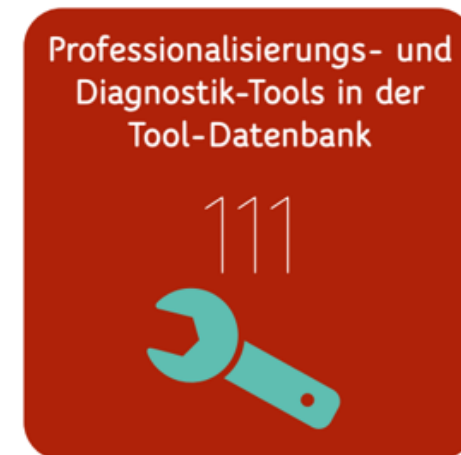 Professionalisierungs- und
Diagnostik-Tools in der
Tool-Datenbank
111